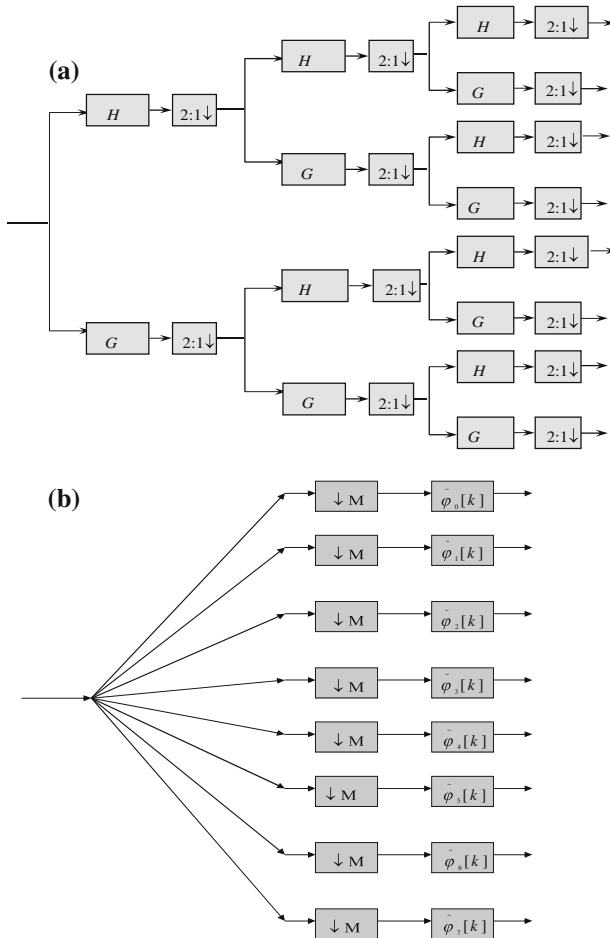 H 2:1↓
(a)
H 2:1↓
G 2:1↓
H 2:1↓
H 2:1↓
G 2:1↓
G 2:1↓
H 2:1↓
H 2:1↓
G 2:1↓
G 2:1↓
H 2:1↓
G 2:1↓
G 2:1↓
(b)
↓ M φ̃₀[k]
↓ M φ̃₁[k]
↓ M φ̃₂[k]
↓ M φ̃₃[k]
↓ M φ̃₄[k]
↓ M φ̃₅[k]
↓ M φ̃₆[k]
↓ M φ̃₇[k]